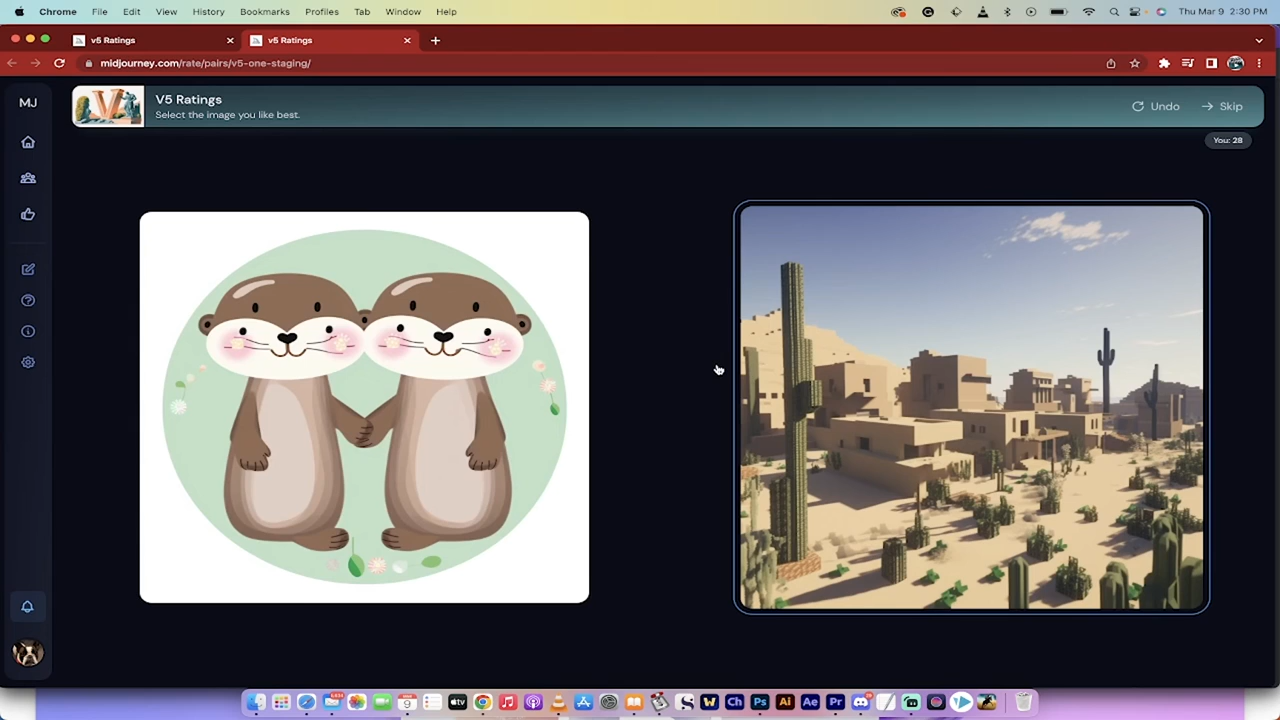 Chrome File Edit View History Bookmarks Profiles Tab Window Help Thu Mar 9 2:30 PM
v5 Ratings v5 Ratings
midjourney.com/rate/pairs/v5-one-staging/
MJ
V5 Ratings
Select the image you like best.
Undo Skip
You: 28